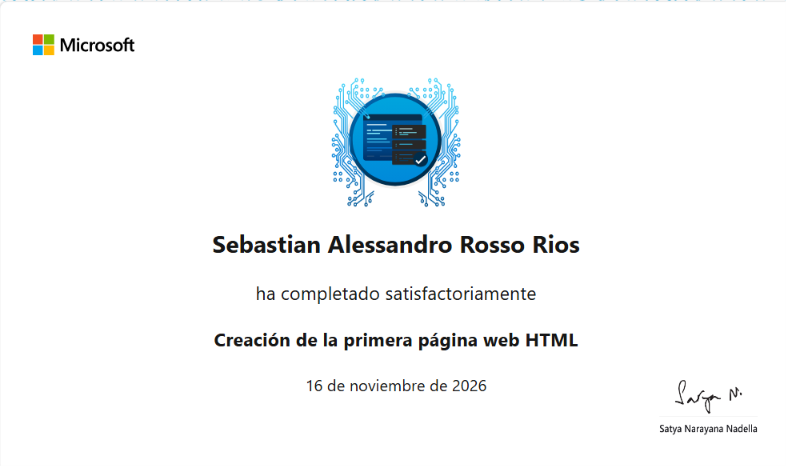 Microsoft
Sebastian Alessandro Rosso Rios
ha completado satisfactoriamente
Creación de la primera página web HTML
16 de noviembre de 2026
Satya N.
Satya Narayana Nadella